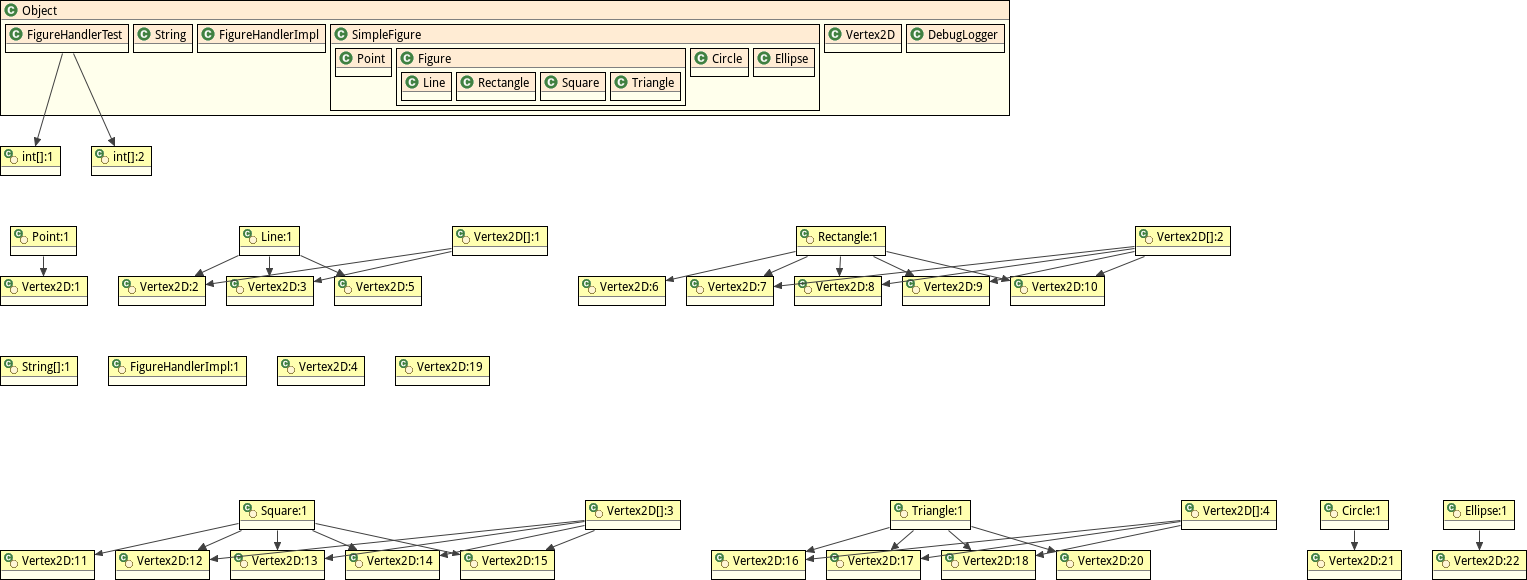 Object
FigureHandlerTest String FigureHandlerImpl SimpleFigure Vertex2D DebugLogger
Point Figure Circle Ellipse
Line Rectangle Square Triangle
int[]:1 int[]:2
Point:1 Line:1 Vertex2D[]:1 Rectangle:1 Vertex2D[]:2
Vertex2D:1 Vertex2D:2 Vertex2D:3 Vertex2D:5 Vertex2D:6 Vertex2D:7 Vertex2D:8 Vertex2D:9 Vertex2D:10
String[]:1 FigureHandlerImpl:1 Vertex2D:4 Vertex2D:19
Square:1 Vertex2D[]:3 Triangle:1 Vertex2D[]:4 Circle:1 Ellipse:1
Vertex2D:11 Vertex2D:12 Vertex2D:13 Vertex2D:14 Vertex2D:15 Vertex2D:16 Vertex2D:17 Vertex2D:18 Vertex2D:20 Vertex2D:21 Vertex2D:22